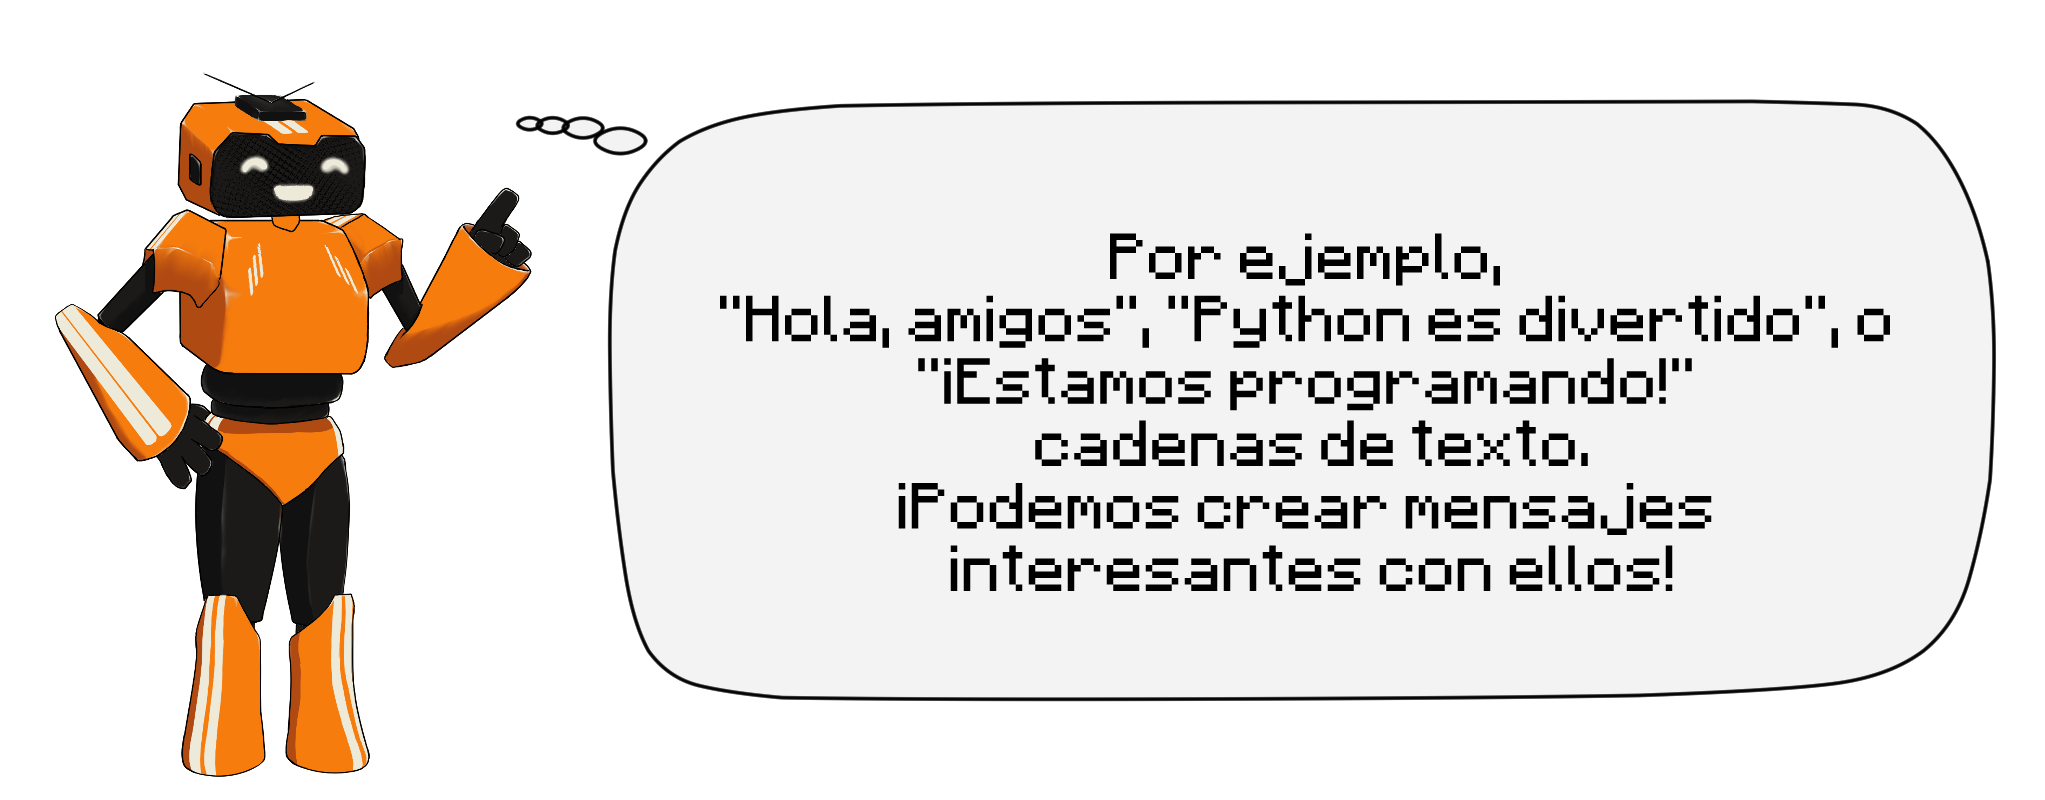 Por ejemplo,
"Hola, amigos", "Python es divertido", o
"¡Estamos programando!"
cadenas de texto.
¡Podemos crear mensajes
interesantes con ellos!